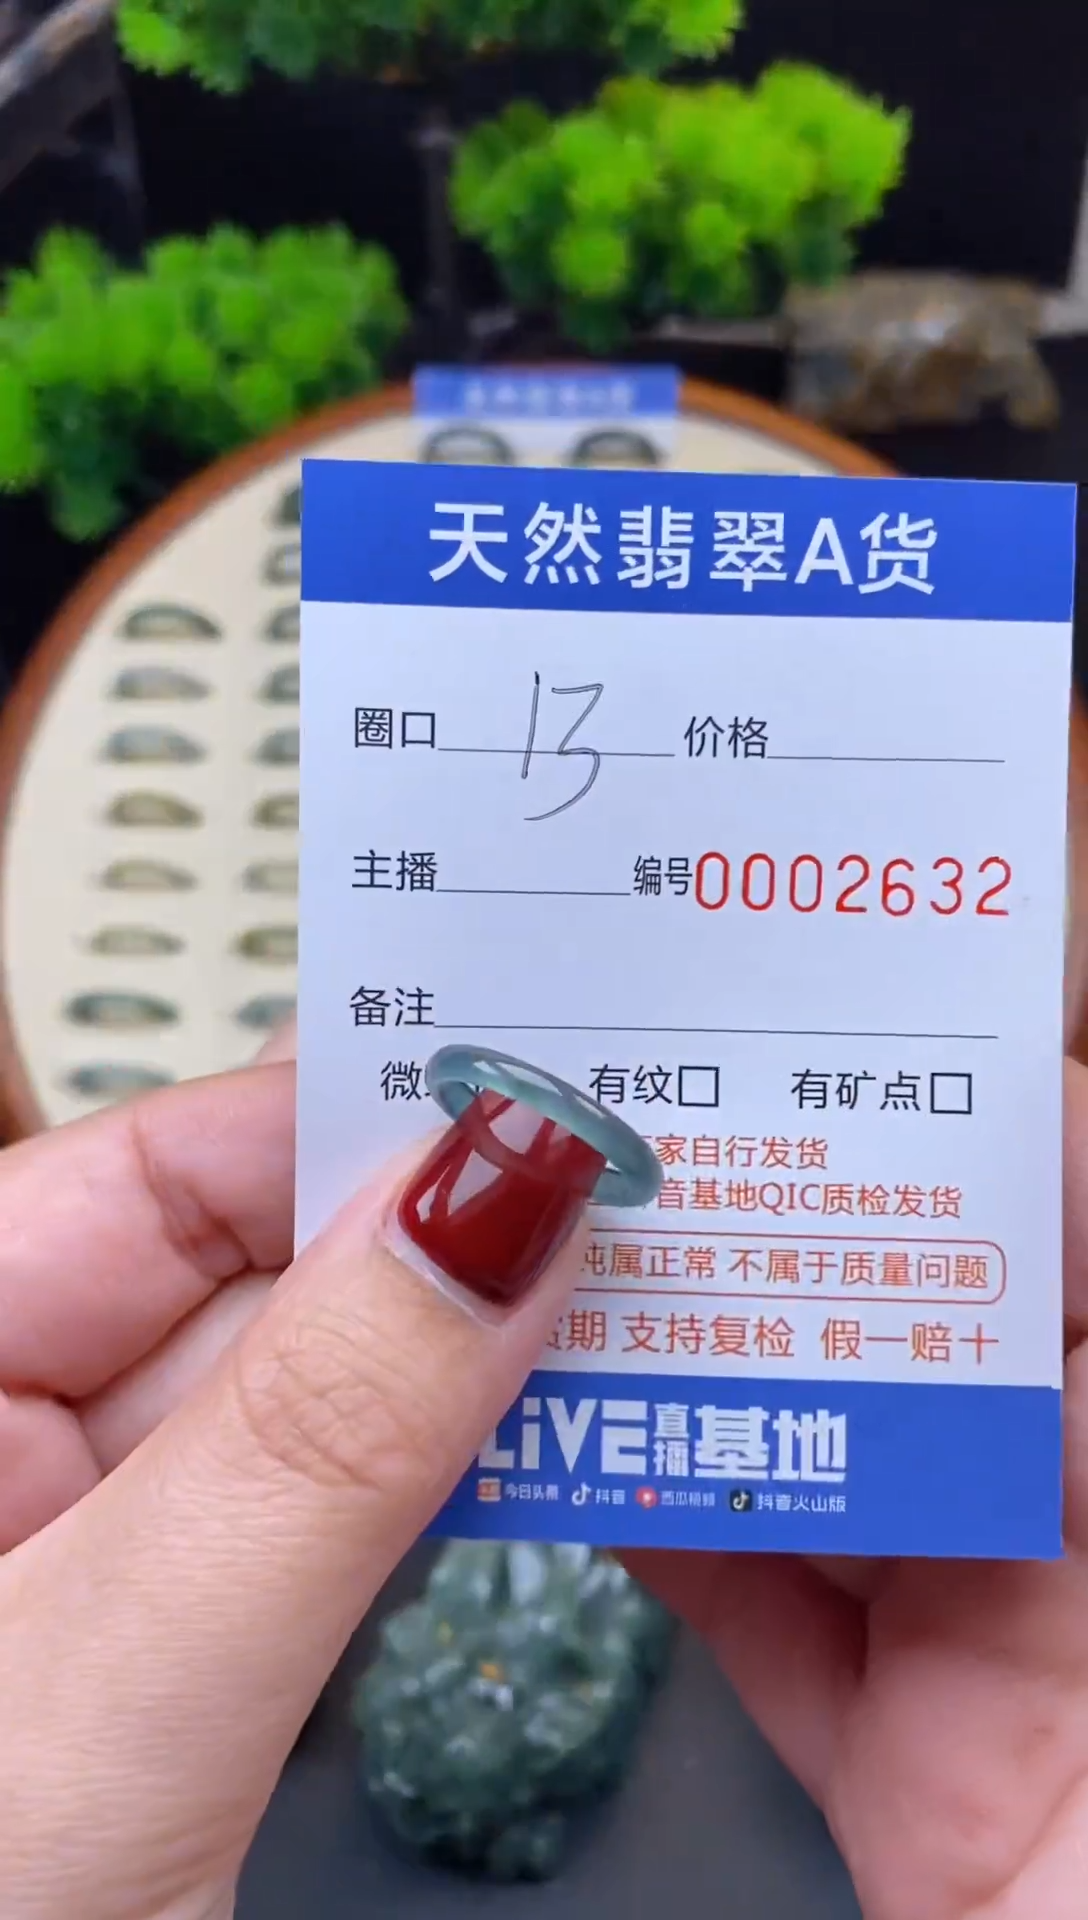 天然翡翠A货
圈口 13 价格
主播 编号0002632
备注
微 有纹 有矿点
家自行发货
音基地QIC质检发货
纯属正常 不属于质量问题
期 支持复检 假一赔十
LiVE直播基地
今日头条 抖音 西瓜视频 抖音火山版